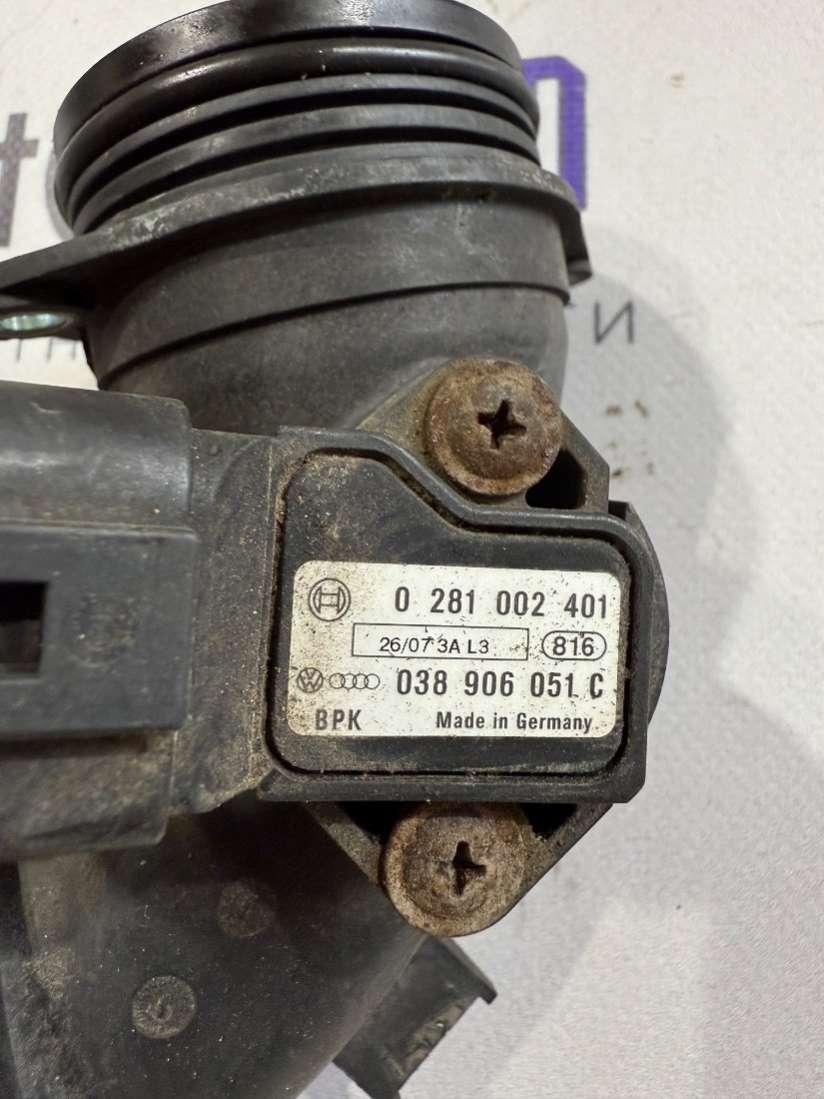 0 281 002 401
26/07 3A L3 816
038 906 051 C
BPK Made in Germany